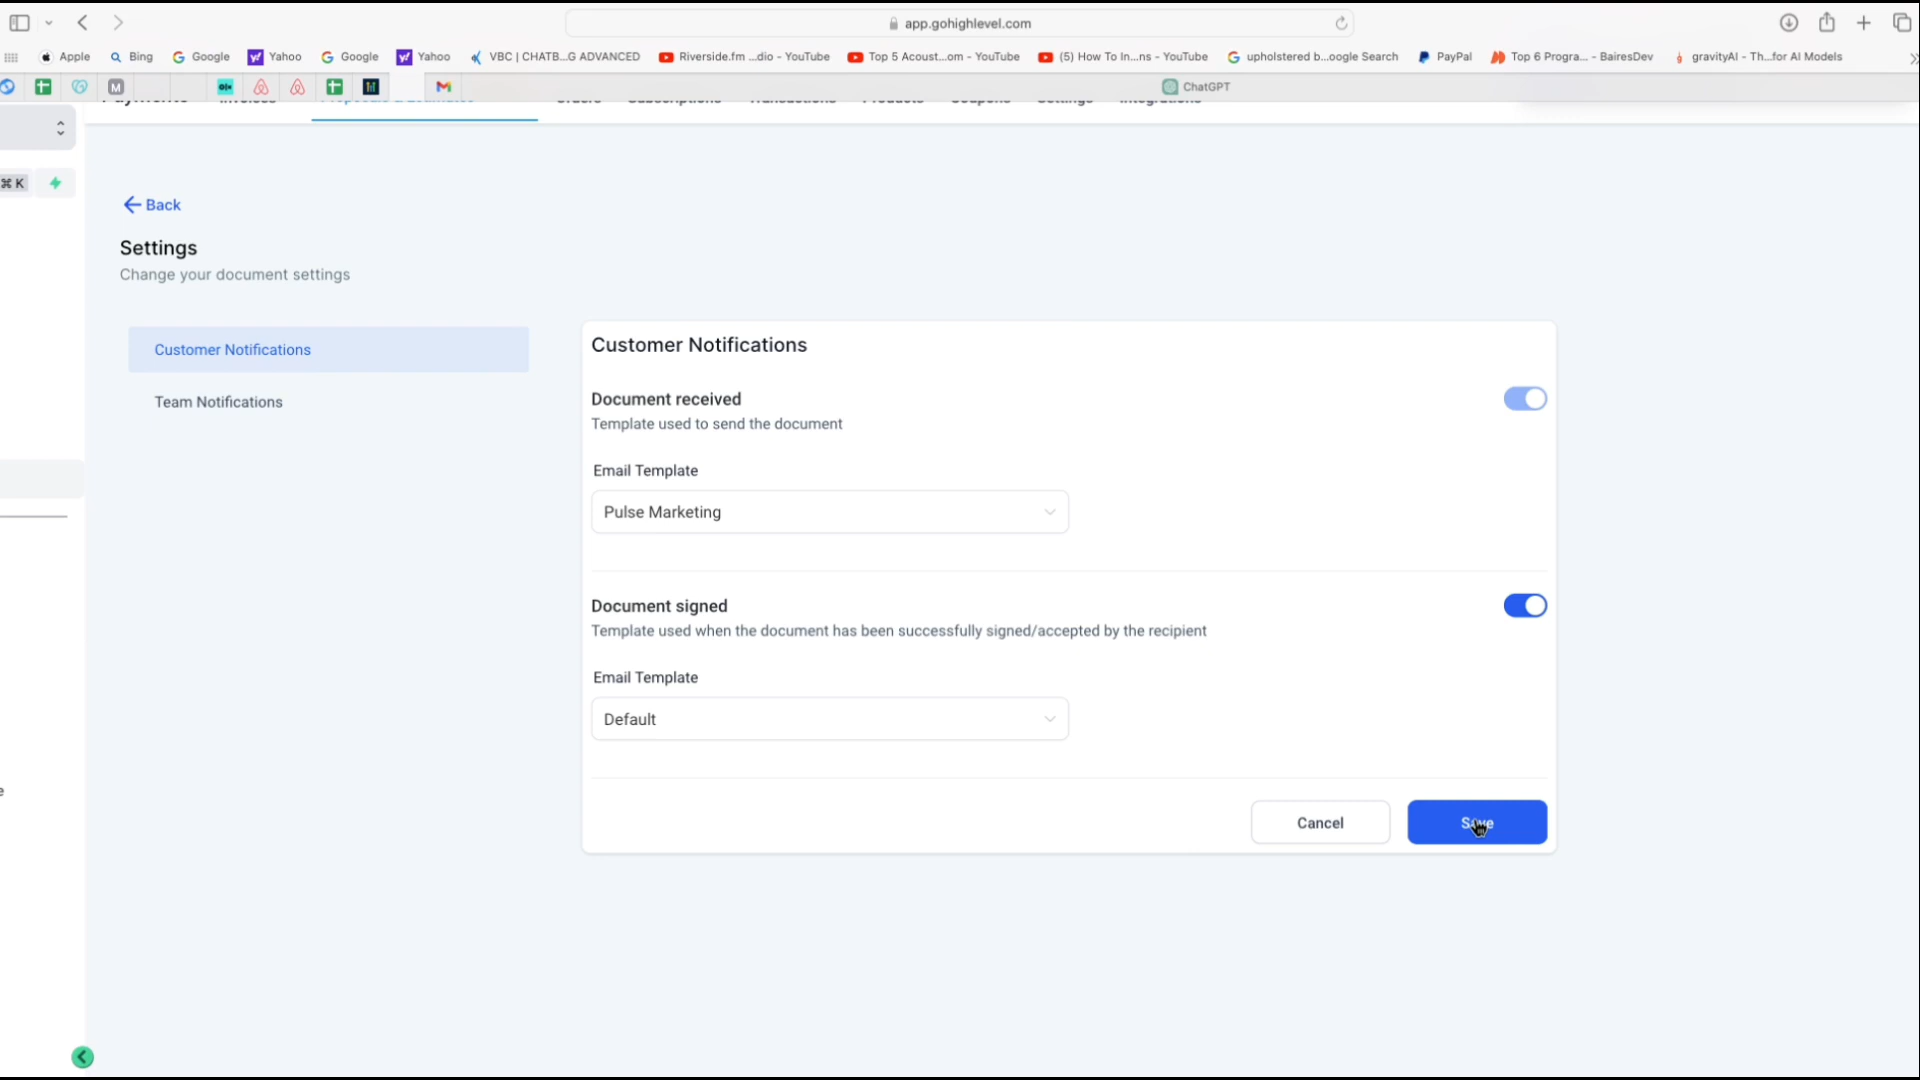 app.gohighlevel.com
Apple Bing Google Yahoo Google Yahoo VBC | CHATB...G ADVANCED Riverside.fm ...dio - YouTube Top 5 Acoust...om - YouTube (5) How To In...ns - YouTube upholstered b...oogle Search PayPal Top 6 Progra... - BairesDev gravityAI - Th...for AI Models
M ChatGPT
Payments Invoices Proposals & Estimates Orders Subscriptions Transactions Products Coupons Settings Integrations
⌘ K
Back
Settings
Change your document settings
Customer Notifications
Team Notifications
Customer Notifications
Document received
Template used to send the document
Email Template
Pulse Marketing
Document signed
Template used when the document has been successfully signed/accepted by the recipient
Email Template
Default
e
Cancel Save